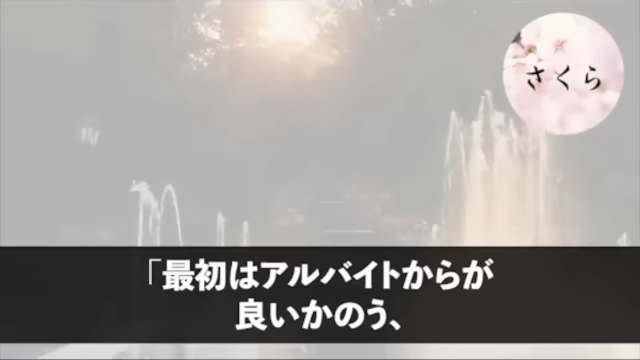 さくら
「最初はアルバイトからが
良いかのう、